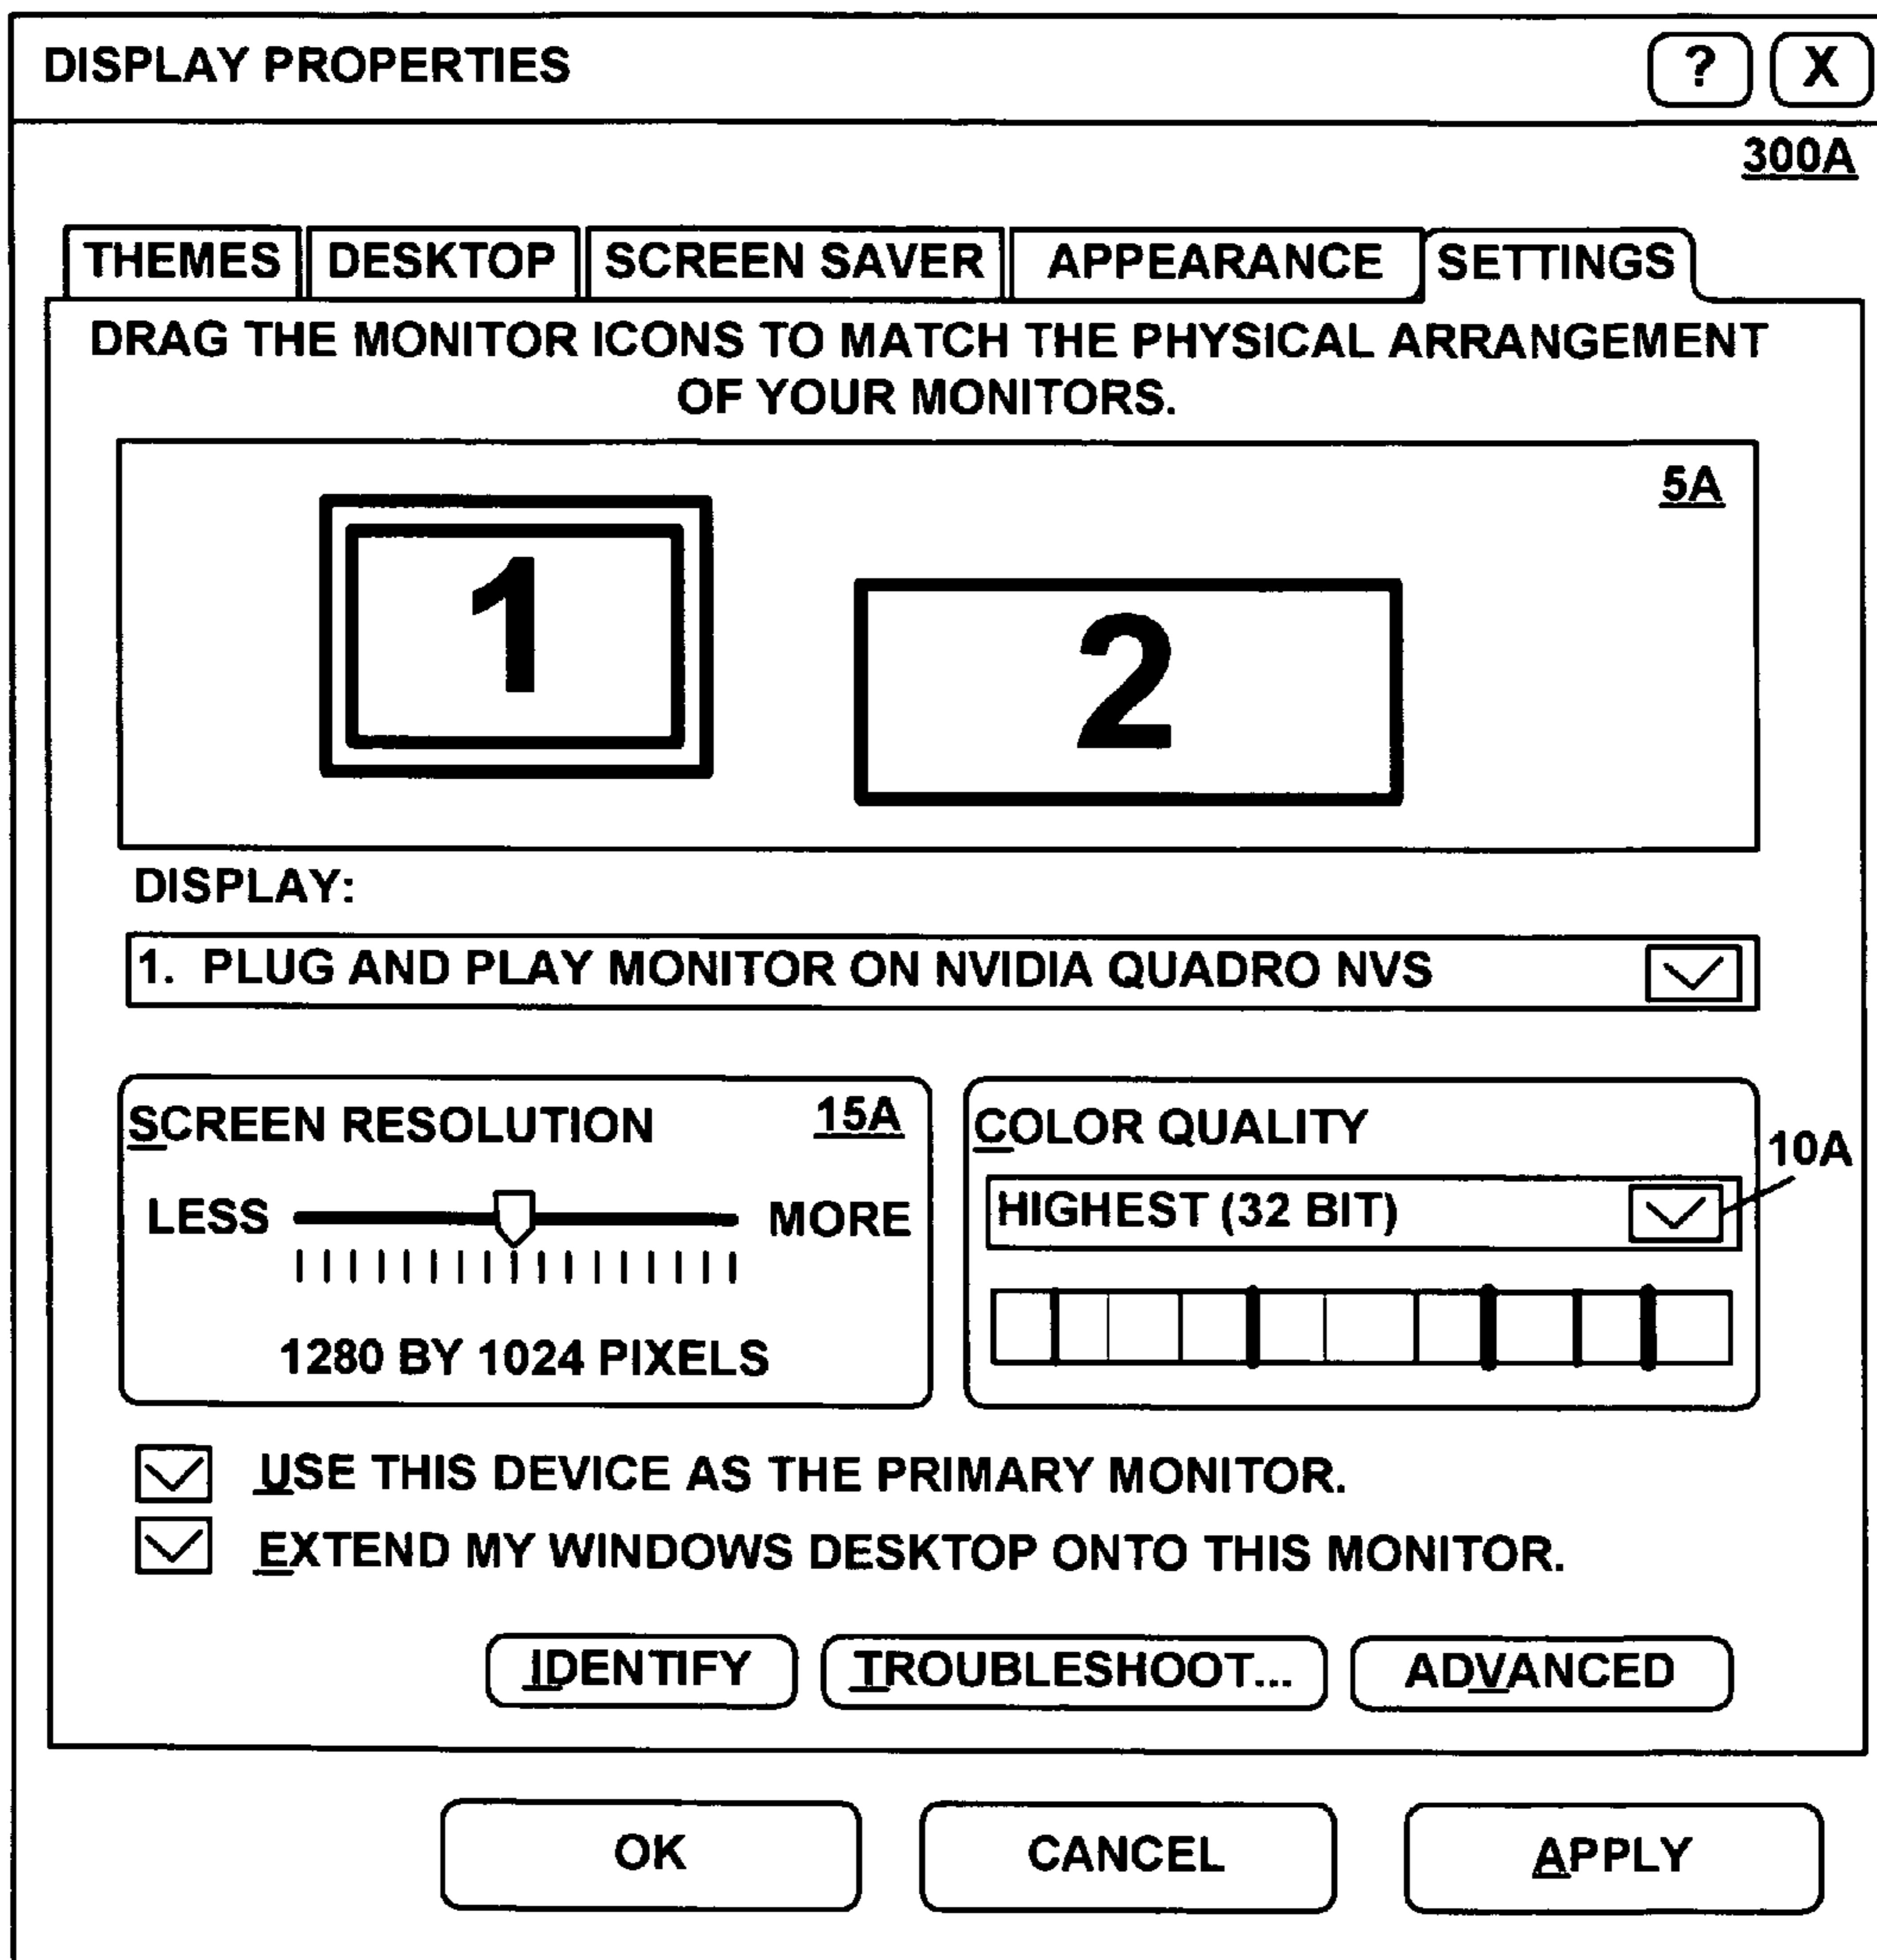 DISPLAY PROPERTIES ? X
300A
THEMES DESKTOP SCREEN SAVER APPEARANCE SETTINGS
DRAG THE MONITOR ICONS TO MATCH THE PHYSICAL ARRANGEMENT
OF YOUR MONITORS.
5A
1 2
DISPLAY:
1. PLUG AND PLAY MONITOR ON NVIDIA QUADRO NVS
SCREEN RESOLUTION 15A
LESS MORE
1280 BY 1024 PIXELS
COLOR QUALITY
10A
HIGHEST (32 BIT)
USE THIS DEVICE AS THE PRIMARY MONITOR.
EXTEND MY WINDOWS DESKTOP ONTO THIS MONITOR.
IDENTIFY TROUBLESHOOT... ADVANCED
OK CANCEL APPLY